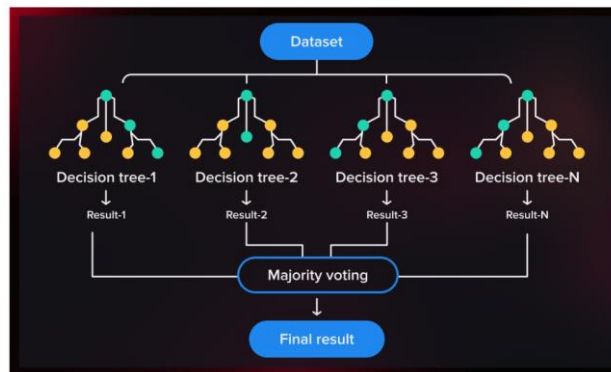 Dataset
Decision tree-1
Decision tree-2
Decision tree-3
Decision tree-N
Result-1
Result-2
Result-3
Result-N
Majority voting
Final result